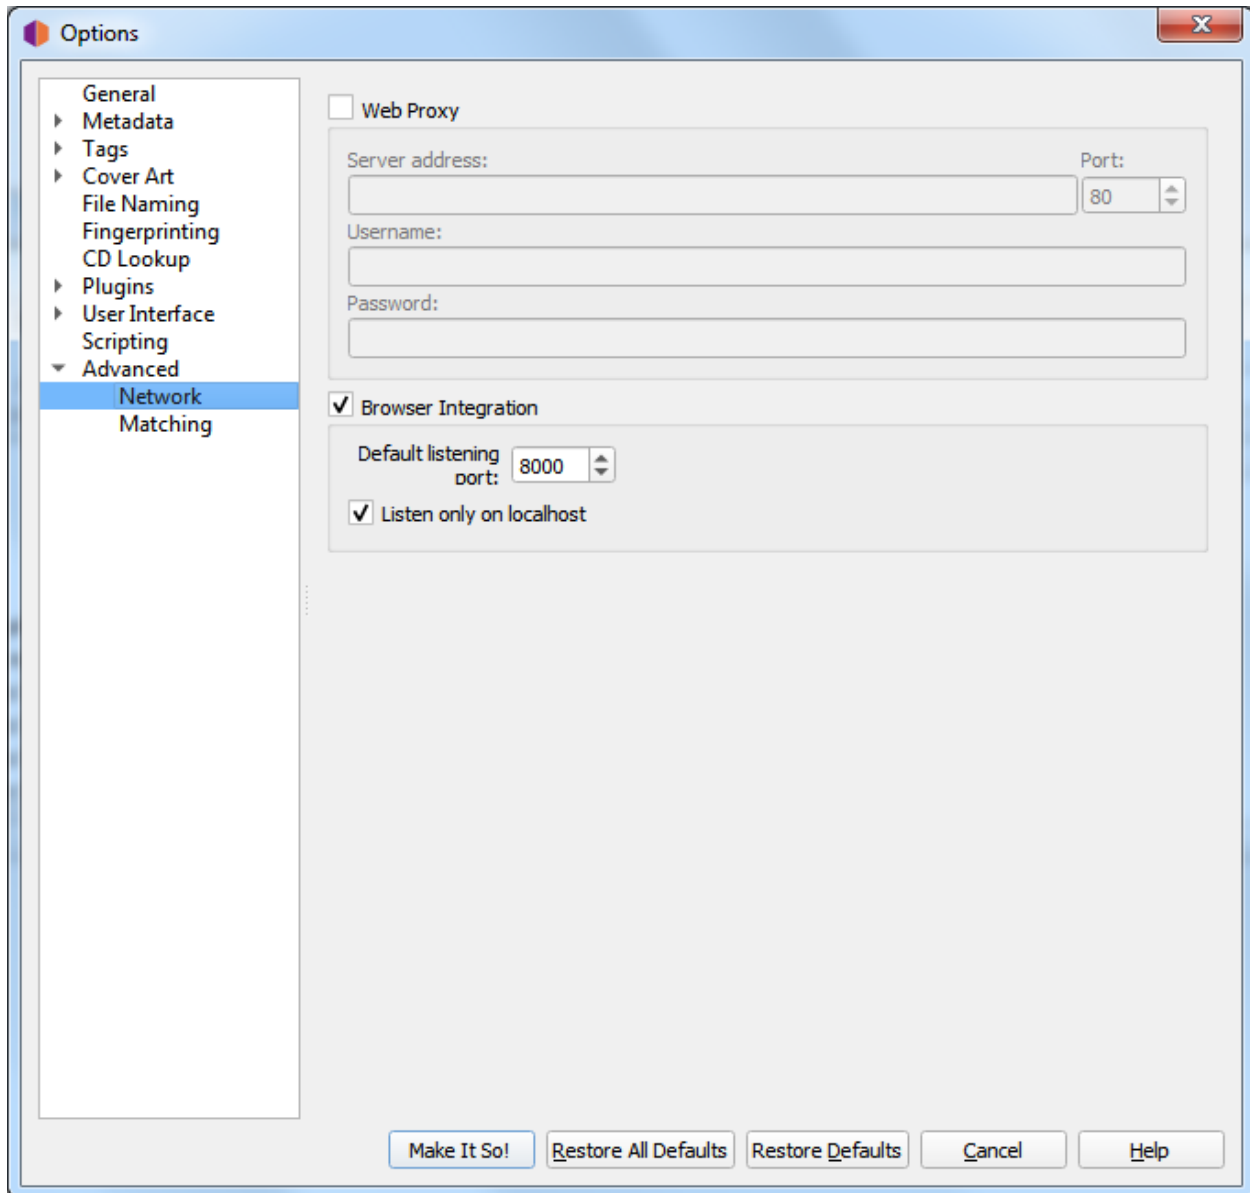 Options
General
Metadata
Tags
Cover Art
File Naming
Fingerprinting
CD Lookup
Plugins
User Interface
Scripting
Advanced
Network
Matching
Web Proxy
Server address:
Port:
80
Username:
Password:
Browser Integration
Default listening
port:
8000
Listen only on localhost
Make It So!
Restore All Defaults
Restore Defaults
Cancel
Help